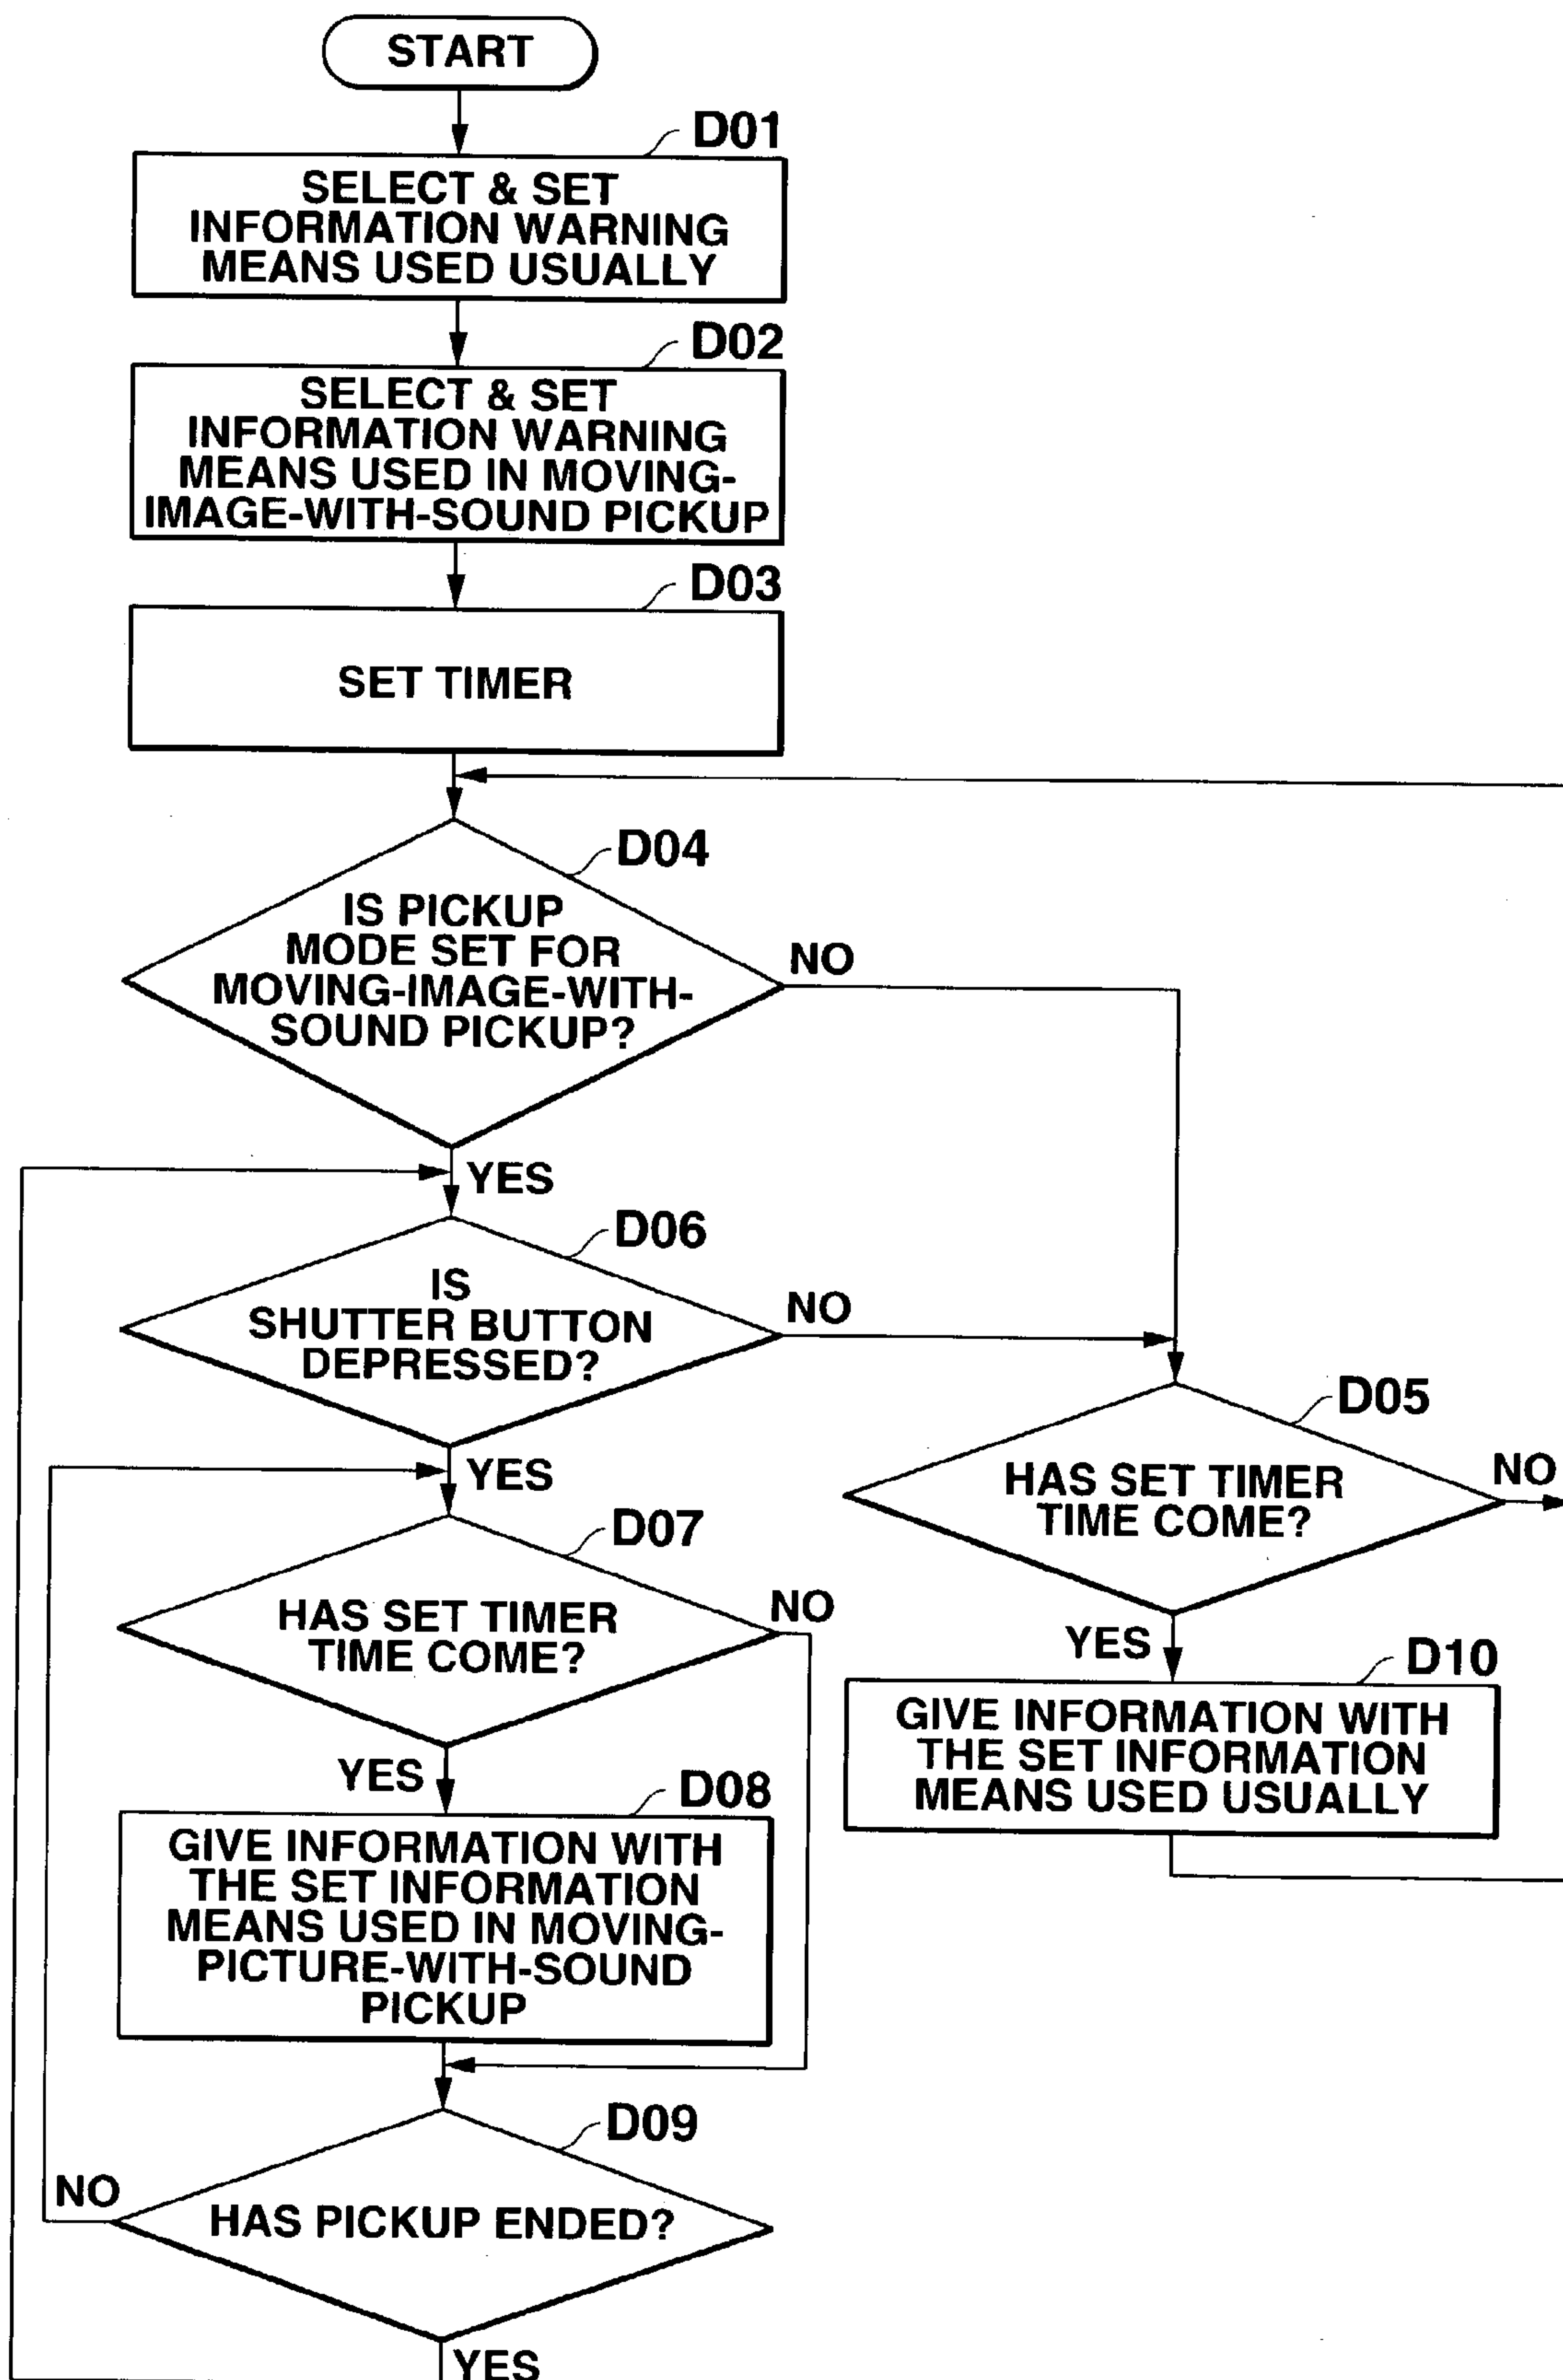 START
D01
SELECT & SET
INFORMATION WARNING
MEANS USED USUALLY
D02
SELECT & SET
INFORMATION WARNING
MEANS USED IN MOVING-
IMAGE-WITH-SOUND PICKUP
D03
SET TIMER
D04
IS PICKUP
MODE SET FOR
MOVING-IMAGE-WITH-
SOUND PICKUP?
NO
YES
D06
IS
SHUTTER BUTTON
DEPRESSED?
NO
YES
D05
HAS SET TIMER
TIME COME?
NO
YES
D07
HAS SET TIMER
TIME COME?
NO
YES
D10
GIVE INFORMATION WITH
THE SET INFORMATION
MEANS USED USUALLY
D08
GIVE INFORMATION WITH
THE SET INFORMATION
MEANS USED IN MOVING-
PICTURE-WITH-SOUND
PICKUP
D09
HAS PICKUP ENDED?
NO
YES